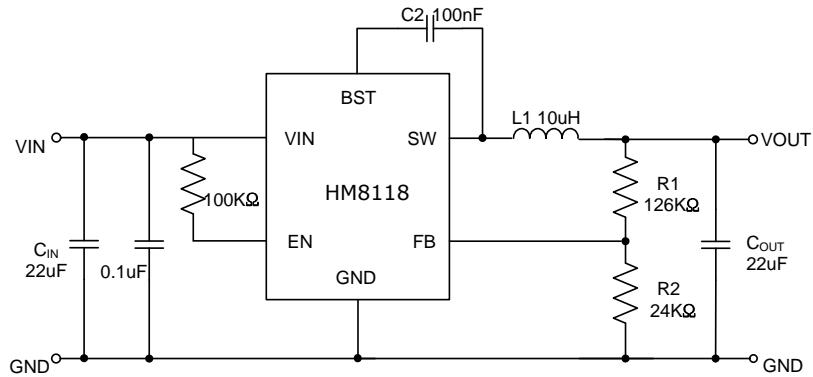 C2 100nF
BST
L1 10uH
VIN
VIN
SW
VOUT
100KΩ
HM8118
R1
126KΩ
CIN
22uF
0.1uF
EN
FB
COUT
22uF
GND
R2
24KΩ
GND
GND